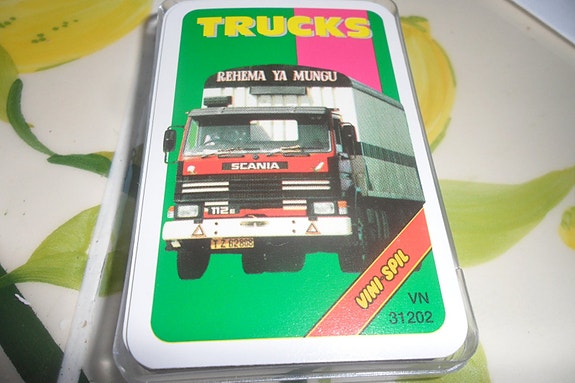 TRUCKS
REHEMA YA MUNGU
SCANIA
112
VINI-SPIL
VN
31202